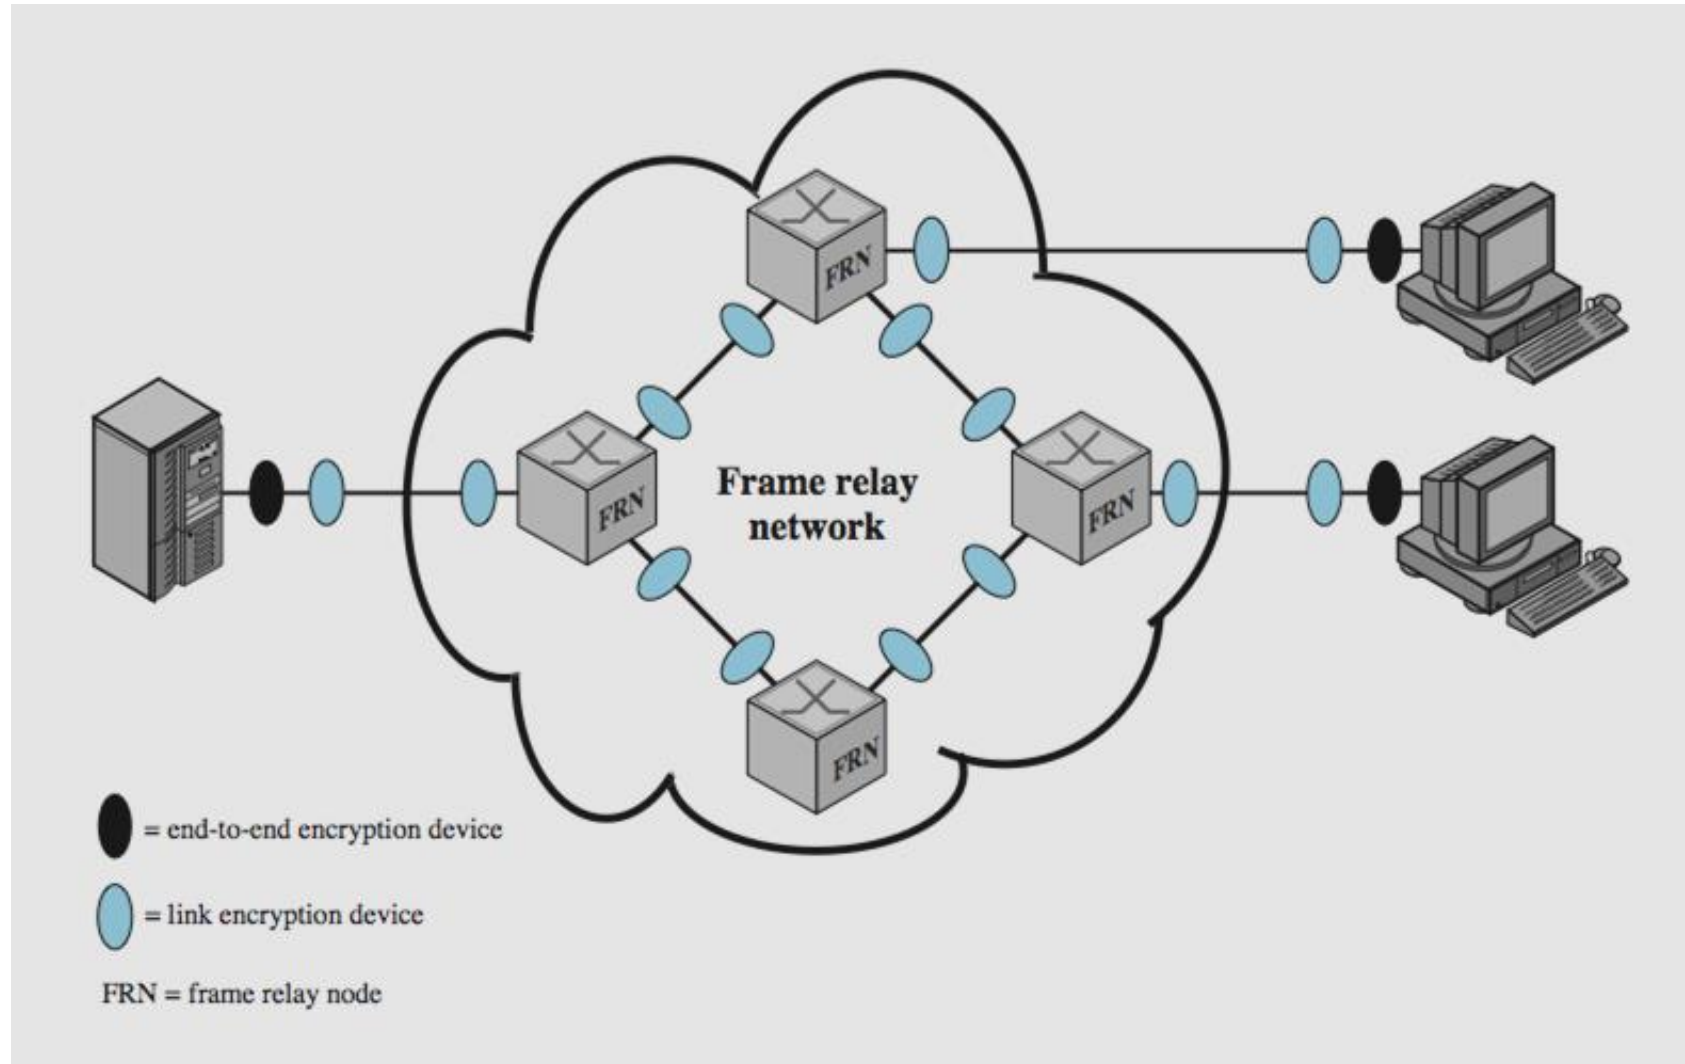 FRN
FRN
Frame relay
network
FRN
FRN
= end-to-end encryption device
= link encryption device
FRN = frame relay node